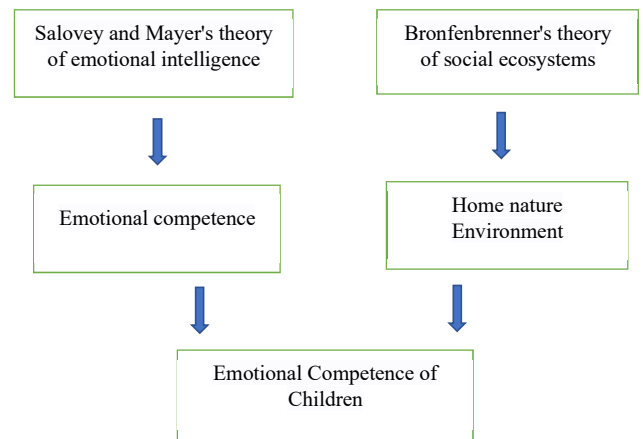 Salovey and Mayer's theory
of emotional intelligence
Bronfenbrenner's theory
of social ecosystems
Emotional competence
Home nature
Environment
Emotional Competence of
Children